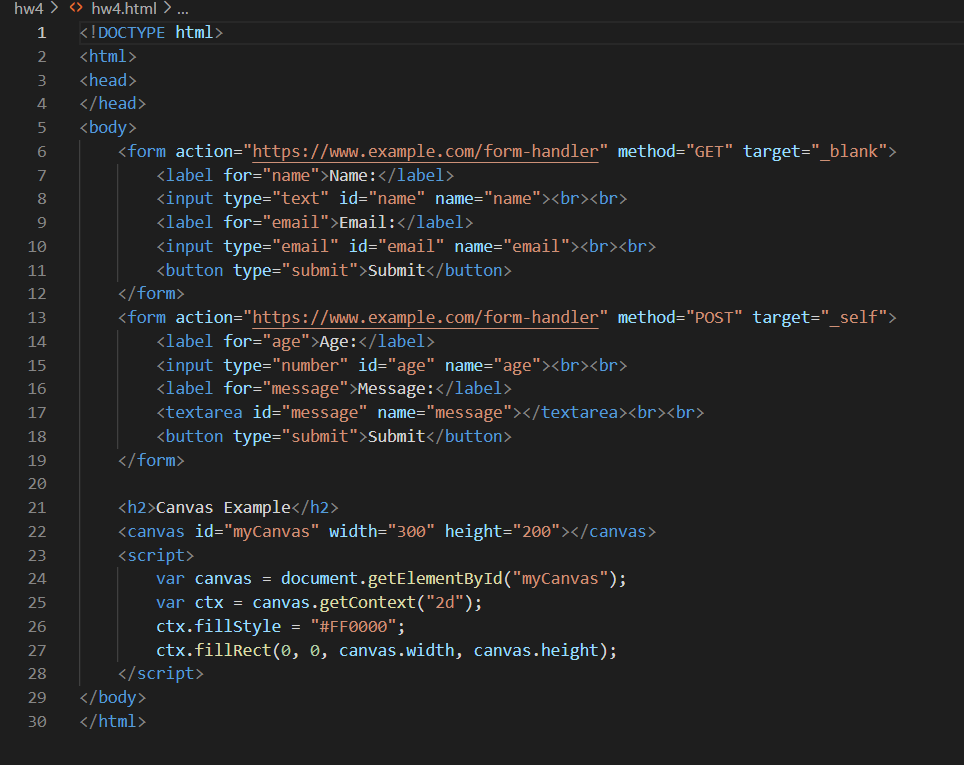 hw4 > <> hw4.html > ...
1 <!DOCTYPE html>
2 <html>
3 <head>
4 </head>
5 <body>
6     <form action="https://www.example.com/form-handler" method="GET" target="_blank">
7         <label for="name">Name:</label>
8         <input type="text" id="name" name="name"><br><br>
9         <label for="email">Email:</label>
10         <input type="email" id="email" name="email"><br><br>
11         <button type="submit">Submit</button>
12     </form>
13     <form action="https://www.example.com/form-handler" method="POST" target="_self">
14         <label for="age">Age:</label>
15         <input type="number" id="age" name="age"><br><br>
16         <label for="message">Message:</label>
17         <textarea id="message" name="message"></textarea><br><br>
18         <button type="submit">Submit</button>
19     </form>
20
21     <h2>Canvas Example</h2>
22     <canvas id="myCanvas" width="300" height="200"></canvas>
23     <script>
24         var canvas = document.getElementById("myCanvas");
25         var ctx = canvas.getContext("2d");
26         ctx.fillStyle = "#FF0000";
27         ctx.fillRect(0, 0, canvas.width, canvas.height);
28     </script>
29 </body>
30 </html>